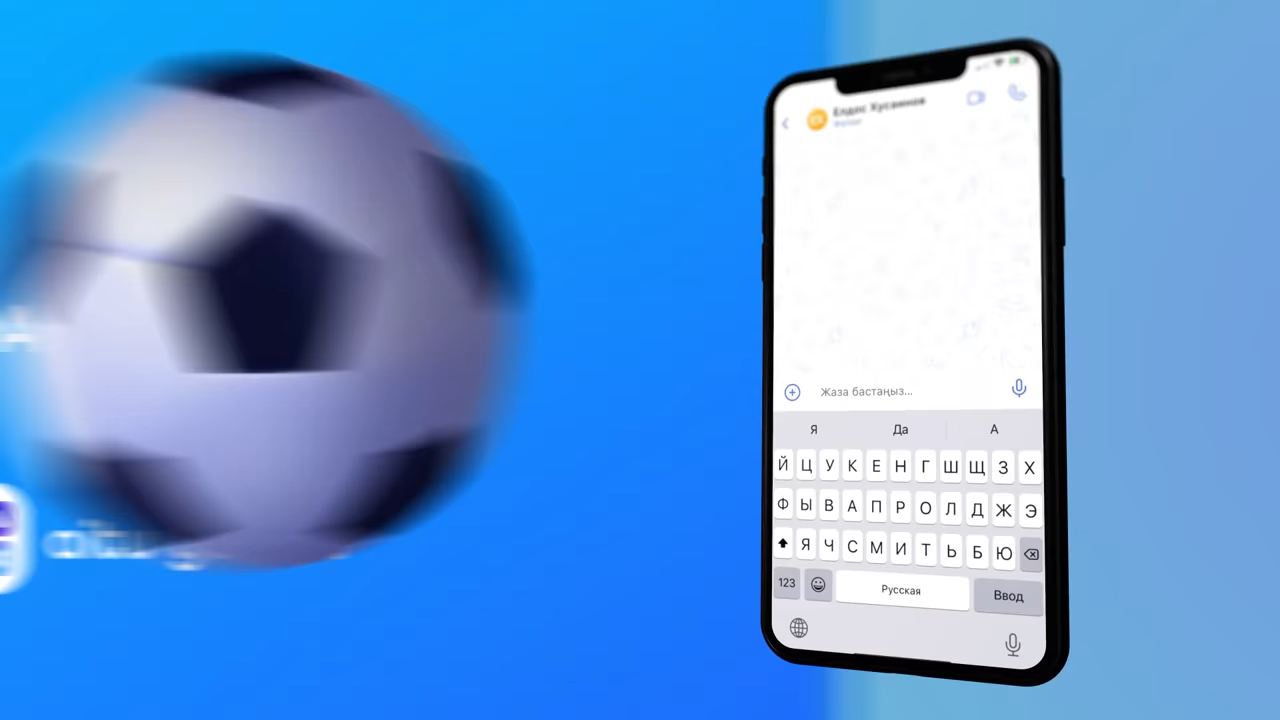 Елдос Хусаинов
Жаза бастаңыз...
Я Да А
Й Ц У К Е Н Г Ш Щ З Х
Ф Ы В А П Р О Л Д Ж Э
Я Ч С М И Т Ь Б Ю
123 Русская Ввод